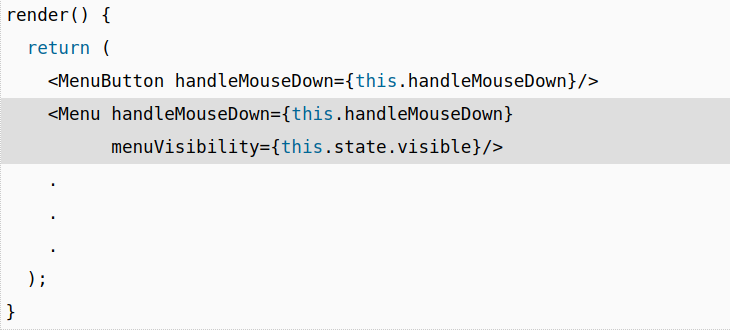 render() {
  return (
    <MenuButton handleMouseDown={this.handleMouseDown}/>
    <Menu handleMouseDown={this.handleMouseDown}
          menuVisibility={this.state.visible}/>
    .
    .
    .
  );
}